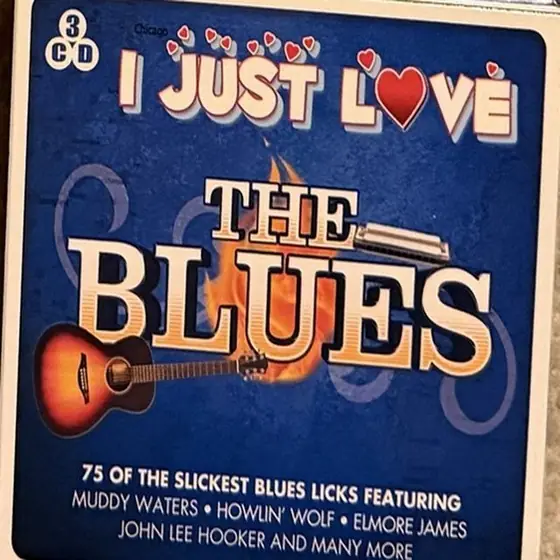 3
CD
Chicago
I JUST LOVE
THE
BLUES
75 OF THE SLICKEST BLUES LICKS FEATURING
MUDDY WATERS • HOWLIN' WOLF • ELMORE JAMES
JOHN LEE HOOKER AND MANY MORE